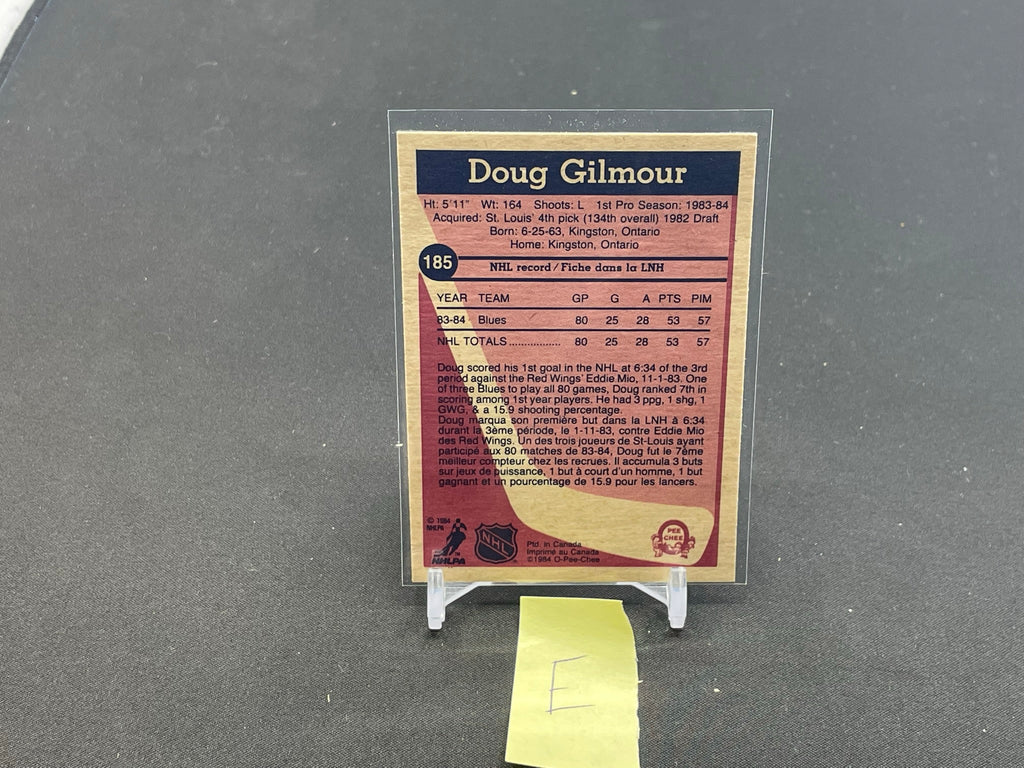 Doug Gilmour
Ht: 5'11" Wt: 164 Shoots: L 1st Pro Season: 1983-84
Acquired: St. Louis' 4th pick (134th overall) 1982 Draft
Born: 6-25-63, Kingston, Ontario
Home: Kingston, Ontario
185
NHL record/Fiche dans la LNH
YEAR TEAM GP G A PTS PIM
83-84 Blues 80 25 28 53 57
NHL TOTALS................. 80 25 28 53 57
Doug scored his 1st goal in the NHL at 6:34 of the 3rd
period against the Red Wings' Eddie Mio, 11-1-83. One
of three Blues to play all 80 games, Doug ranked 7th in
scoring among 1st year players. He had 3 ppg, 1 shg, 1
GWG, & a 15.9 shooting percentage.
Doug marqua son première but dans la LNH à 6:34
durant la 3ème période, le 1-11-83, contre Eddie Mio
des Red Wings. Un des trois joueurs de St-Louis ayant
participé aux 80 matches de 83-84, Doug fut le 7ème
meilleur compteur chez les recrues. Il accumula 3 buts
sur jeux de puissance, 1 but à court d'un homme, 1 but
gagnant et un pourcentage de 15.9 pour les lancers.
© 1984
NHLPA
NHLPA
NHL
Ptd. in Canada
Imprimé au Canada
©1984 O-Pee-Chee
PEE
CHEE
E